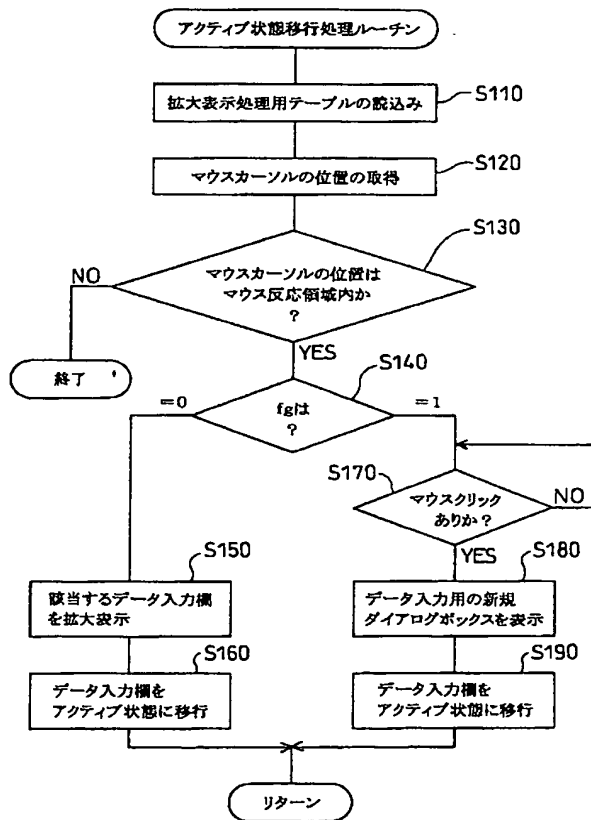 アクティブ状態移行処理ルーチン
拡大表示処理用テーブルの読込み
S110
マウスカーソルの位置の取得
S120
S130
マウスカーソルの位置は
マウス反応領域内か
?
NO
YES
終了
S140
fgは
?
=0
=1
S170
マウスクリック
ありか?
NO
YES
S150
該当するデータ入力欄
を拡大表示
S180
データ入力用の新規
ダイアログボックスを表示
S160
データ入力欄を
アクティブ状態に移行
S190
データ入力欄を
アクティブ状態に移行
リターン